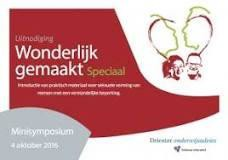 Uitnodiging
Wonderlijk
gemaakt Speciaal
Introductie van praktisch materiaal voor seksuele vorming van
mensen met een verstandelijke beperking.
Minisymposium
4 oktober 2016
Driestar onderwijsadvies